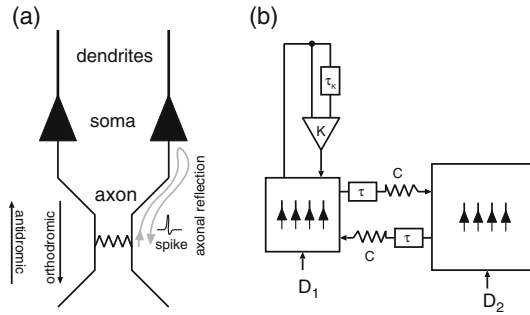 (a)
dendrites
soma
axon
antidromic
orthodromic
spike
axonal reflection
(b)
τK
K
τ
C
C
τ
D1
D2